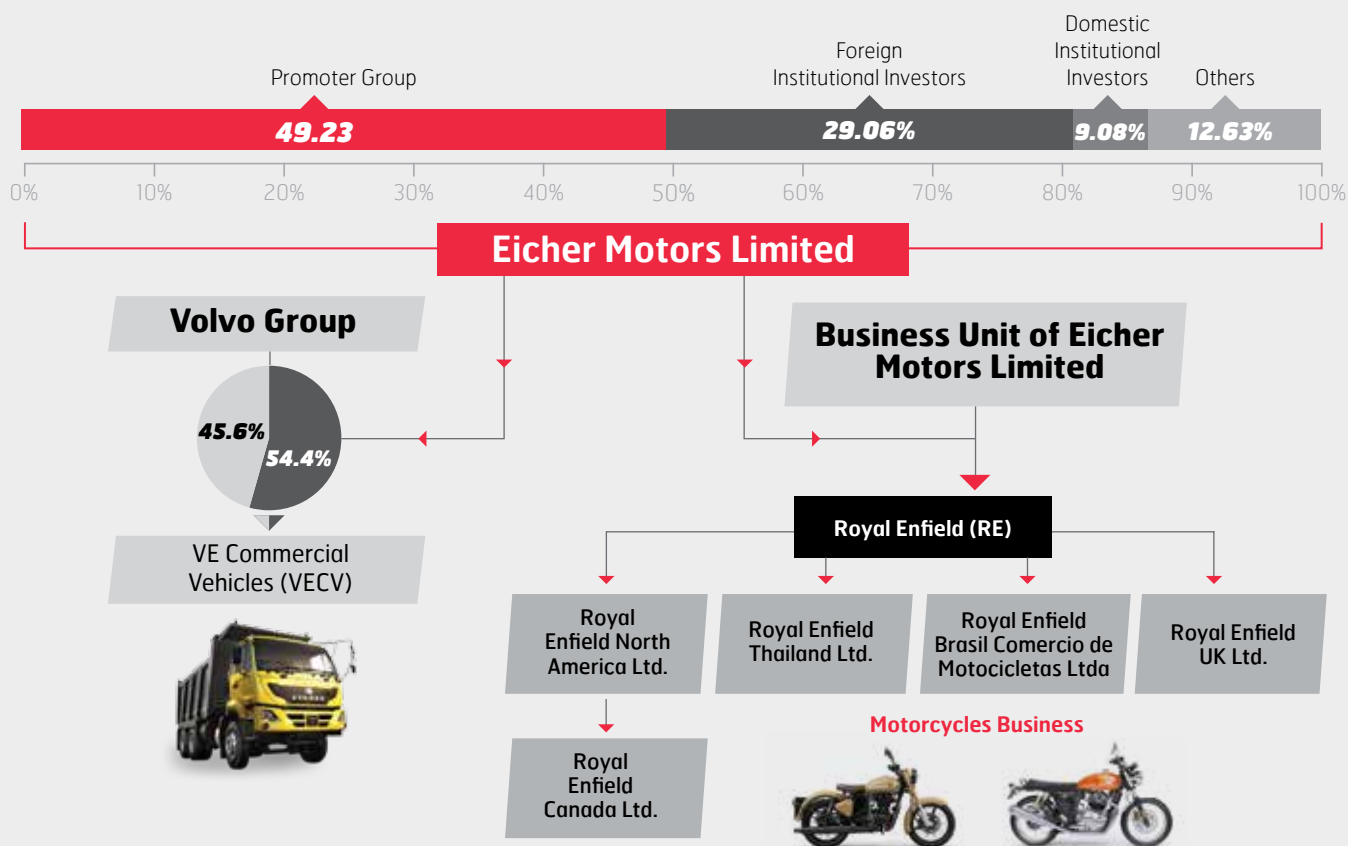 Promoter Group
Foreign
Institutional Investors
Domestic
Institutional
Investors
Others
49.23
29.06%
9.08%
12.63%
0%
10%
20%
30%
40%
50%
60%
70%
80%
90%
100%
Eicher Motors Limited
Volvo Group
45.6%
54.4%
VE Commercial
Vehicles (VECV)
Business Unit of Eicher
Motors Limited
Royal Enfield (RE)
Royal
Enfield North
America Ltd.
Royal Enfield
Thailand Ltd.
Royal Enfield
Brasil Comercio de
Motocicletas Ltda
Royal Enfield
UK Ltd.
Royal
Enfield
Canada Ltd.
Motorcycles Business